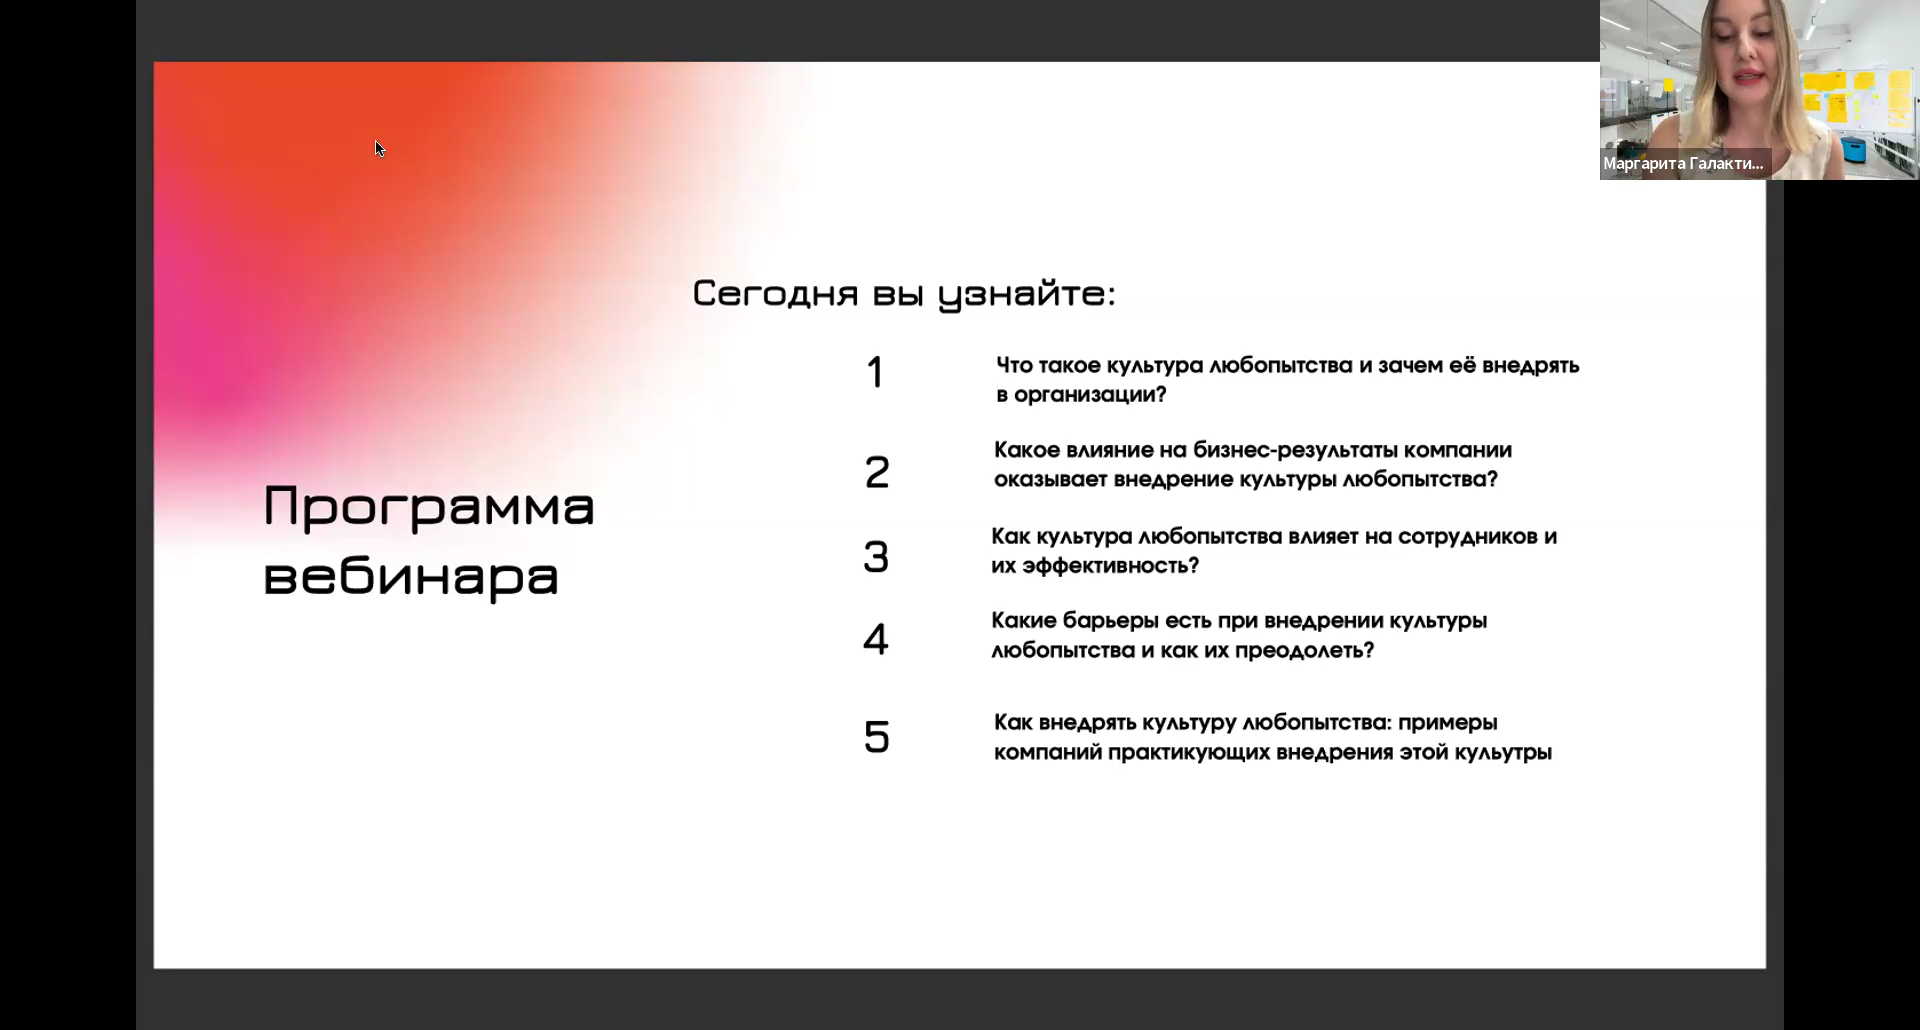 Маргарита Галакти...
Программа
вебинара
Сегодня вы узнайте:
1
Что такое культура любопытства и зачем её внедрять
в организации?
2
Какое влияние на бизнес-результаты компании
оказывает внедрение культуры любопытства?
3
Как культура любопытства влияет на сотрудников и
их эффективность?
4
Какие барьеры есть при внедрении культуры
любопытства и как их преодолеть?
5
Как внедрять культуру любопытства: примеры
компаний практикующих внедрения этой кульутры